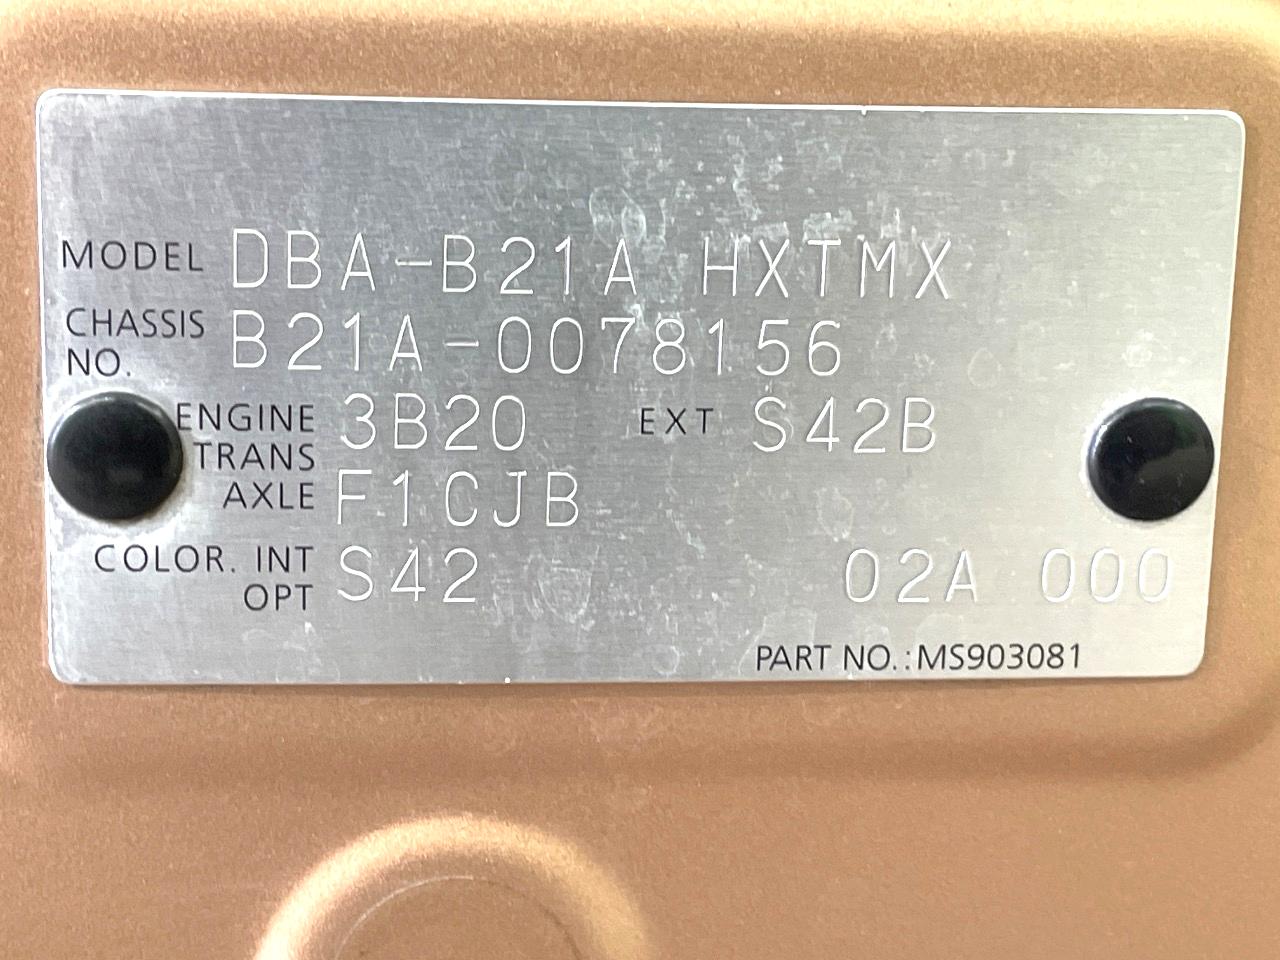 MODEL DBA-B21A HXTMX
CHASSIS NO. B21A-0078156
ENGINE 3B20 EXT S42B
TRANS AXLE F1CJB
COLOR. INT OPT S42 02A 000
PART NO.:MS903081